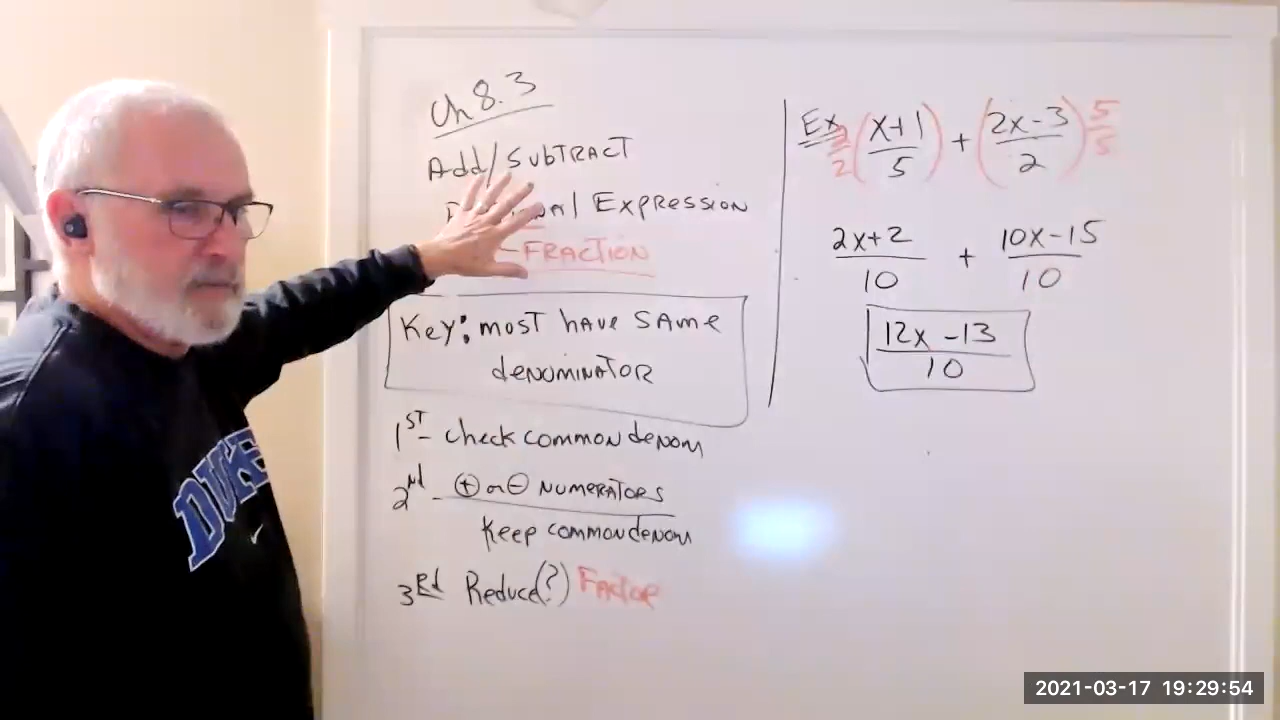 Ch 8.3
Add/SUBTRACT
Expression
-FRACTION
Key: must have same
denominator
1ST- check common denom
2Nd - ⊕ or ⊖ NUMERATORS
Keep common denom
3Rd Reduce(?) Factor
Ex 2/2 (x+1/5) + (2x-3/2) 5/5
2x+2/10 + 10x-15/10
12x-13/10
DUKE
2021-03-17 19:29:54